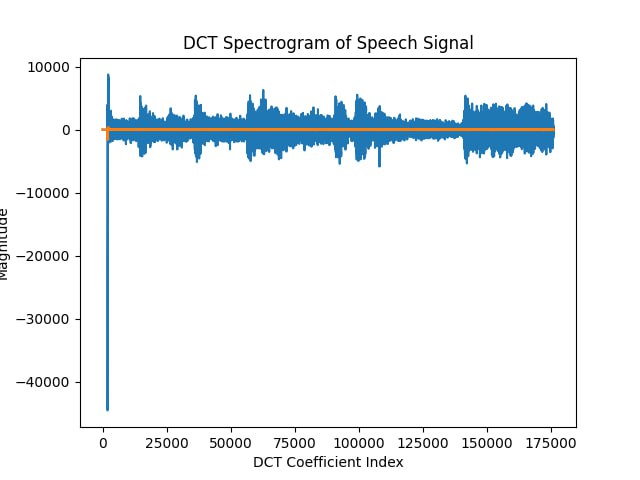 DCT Spectrogram of Speech Signal
10000
0
−10000
−20000
−30000
−40000
Magnitude
0 25000 50000 75000 100000 125000 150000 175000
DCT Coefficient Index